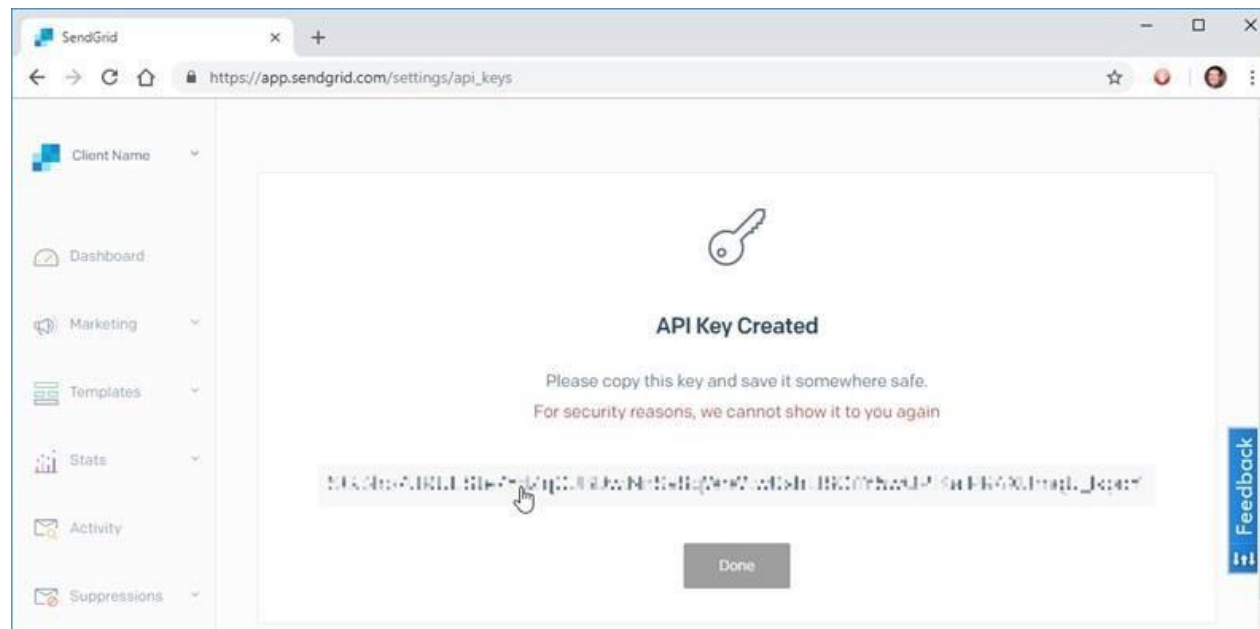 SendGrid
https://app.sendgrid.com/settings/api_keys
Client Name
Dashboard
Marketing
Templates
Stats
Activity
Suppressions
API Key Created
Please copy this key and save it somewhere safe.
For security reasons, we cannot show it to you again
Done
Feedback